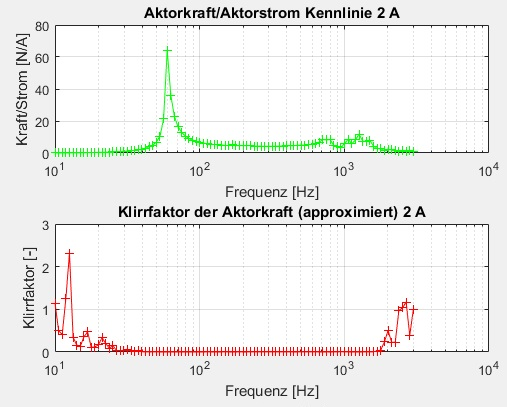 Aktorkraft/Aktorstrom Kennlinie 2 A
Kraft/Strom [N/A]
80
60
40
20
0
10^1 10^2 10^3 10^4
Frequenz [Hz]
Klirrfaktor der Aktorkraft (approximiert) 2 A
Klirrfaktor [-]
3
2
1
0
10^1 10^2 10^3 10^4
Frequenz [Hz]